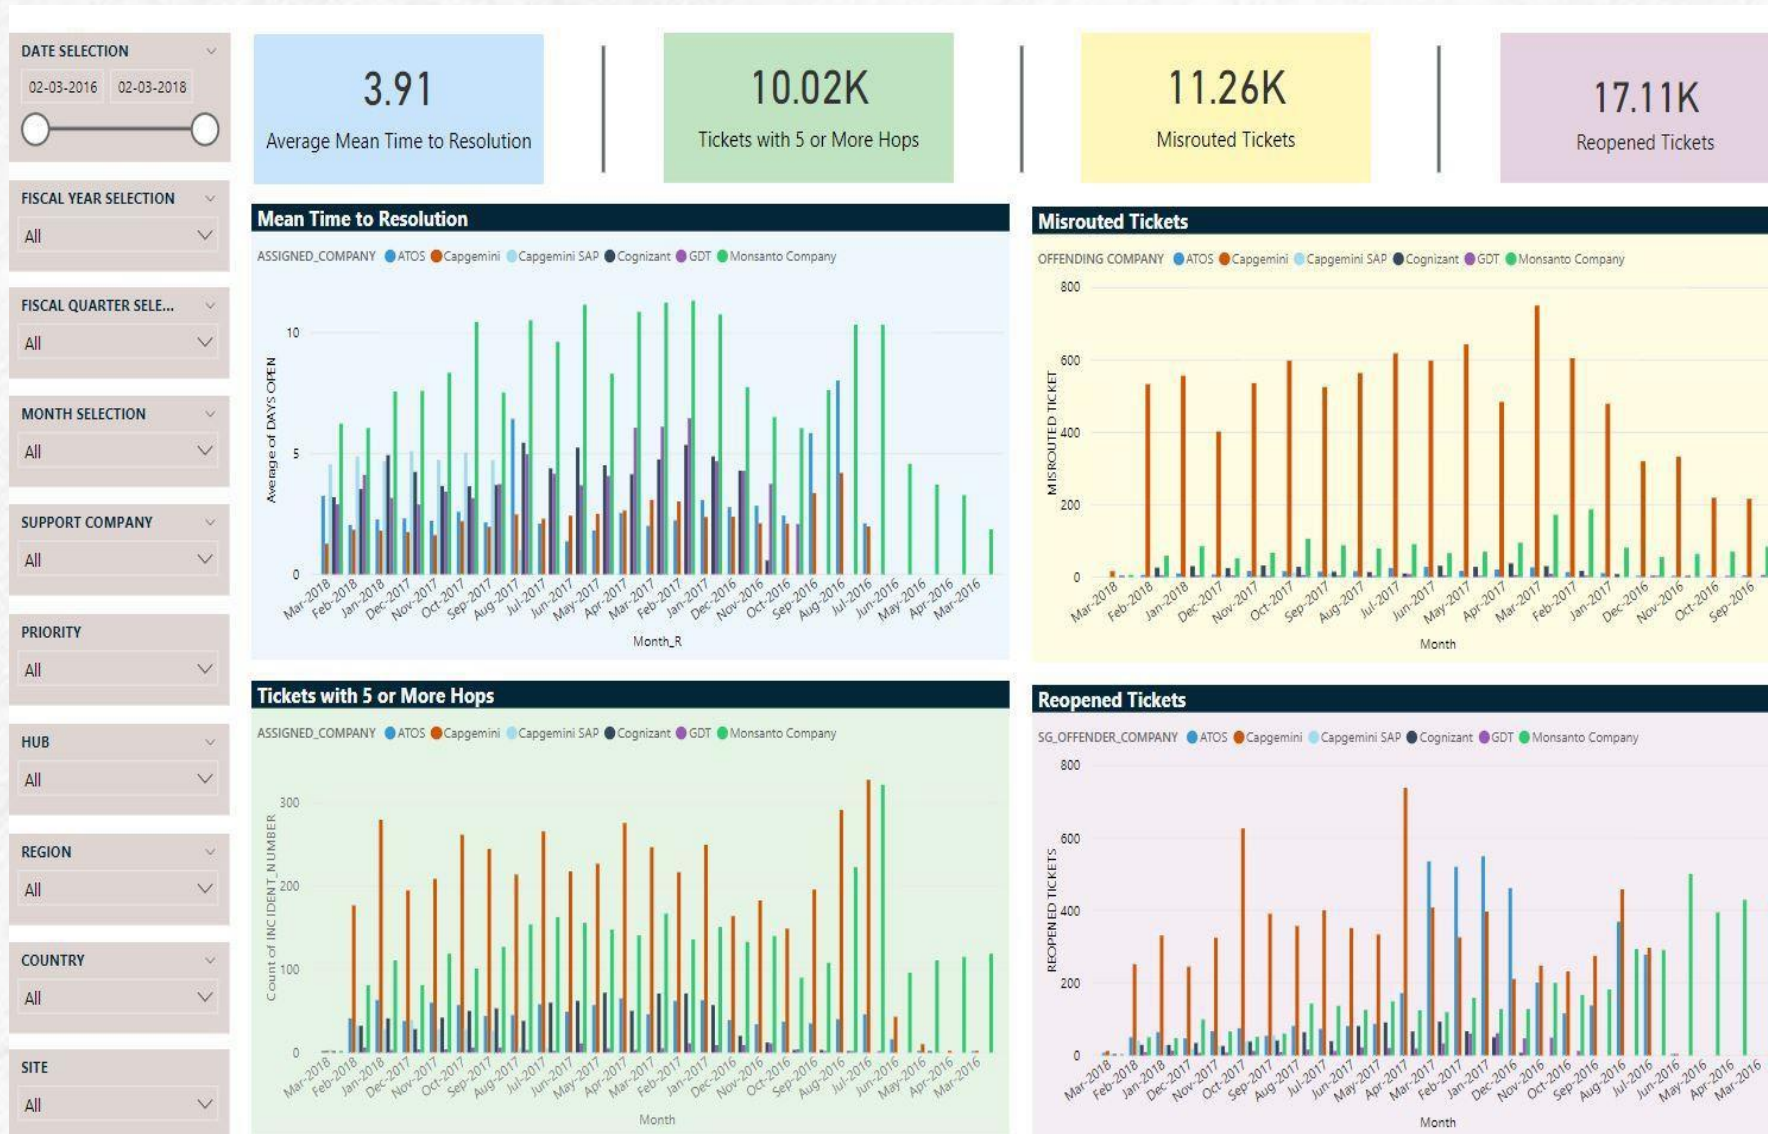 DATE SELECTION
02-03-2016 02-03-2018
FISCAL YEAR SELECTION
All
FISCAL QUARTER SELE...
All
MONTH SELECTION
All
SUPPORT COMPANY
All
PRIORITY
All
HUB
All
REGION
All
COUNTRY
All
SITE
All
3.91
Average Mean Time to Resolution
10.02K
Tickets with 5 or More Hops
11.26K
Misrouted Tickets
17.11K
Reopened Tickets
Mean Time to Resolution
ASSIGNED_COMPANY ATOS Capgemini Capgemini SAP Cognizant GDT Monsanto Company
Average of DAYS OPEN
10
5
0
Mar-2018 Feb-2018 Jan-2018 Dec-2017 Nov-2017 Oct-2017 Sep-2017 Aug-2017 Jul-2017 Jun-2017 May-2017 Apr-2017 Mar-2017 Feb-2017 Jan-2017 Dec-2016 Nov-2016 Oct-2016 Sep-2016 Aug-2016 Jul-2016 Jun-2016 May-2016 Apr-2016 Mar-2016
Month_R
Misrouted Tickets
OFFENDING COMPANY ATOS Capgemini Capgemini SAP Cognizant GDT Monsanto Company
MISROUTED TICKET
800
600
400
200
0
Mar-2018 Feb-2018 Jan-2018 Dec-2017 Nov-2017 Oct-2017 Sep-2017 Aug-2017 Jul-2017 Jun-2017 May-2017 Apr-2017 Mar-2017 Feb-2017 Jan-2017 Dec-2016 Nov-2016 Oct-2016 Sep-2016
Month
Tickets with 5 or More Hops
ASSIGNED_COMPANY ATOS Capgemini Capgemini SAP Cognizant GDT Monsanto Company
Count of INCIDENT_NUMBER
300
200
100
0
Mar-2018 Feb-2018 Jan-2018 Dec-2017 Nov-2017 Oct-2017 Sep-2017 Aug-2017 Jul-2017 Jun-2017 May-2017 Apr-2017 Mar-2017 Feb-2017 Jan-2017 Dec-2016 Nov-2016 Oct-2016 Sep-2016 Aug-2016 Jul-2016 Jun-2016 May-2016 Apr-2016 Mar-2016
Month
Reopened Tickets
SG_OFFENDER_COMPANY ATOS Capgemini Capgemini SAP Cognizant GDT Monsanto Company
REOPENED TICKETS
800
600
400
200
0
Mar-2018 Feb-2018 Jan-2018 Dec-2017 Nov-2017 Oct-2017 Sep-2017 Aug-2017 Jul-2017 Jun-2017 May-2017 Apr-2017 Mar-2017 Feb-2017 Jan-2017 Dec-2016 Nov-2016 Oct-2016 Sep-2016 Aug-2016 Jul-2016 Jun-2016 May-2016 Apr-2016 Mar-2016
Month